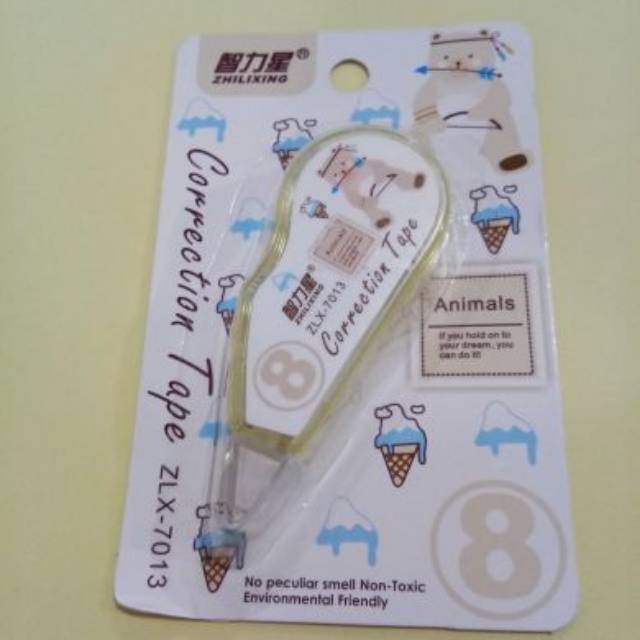 智力星®
ZHILIXING
Correction Tape ZLX-7013
Animals
If you hold on to
your dream, you
can do it!
8
No peculiar smell Non-Toxic
Environmental Friendly
智力星®
ZHILIXING
ZLX-7013
Correction Tape
Animals
8